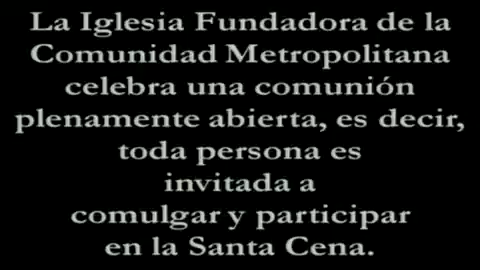 La Iglesia Fundadora de la
Comunidad Metropolitana
celebra una comunión
plenamente abierta, es decir,
toda persona es
invitada a
comulgar y participar
en la Santa Cena.